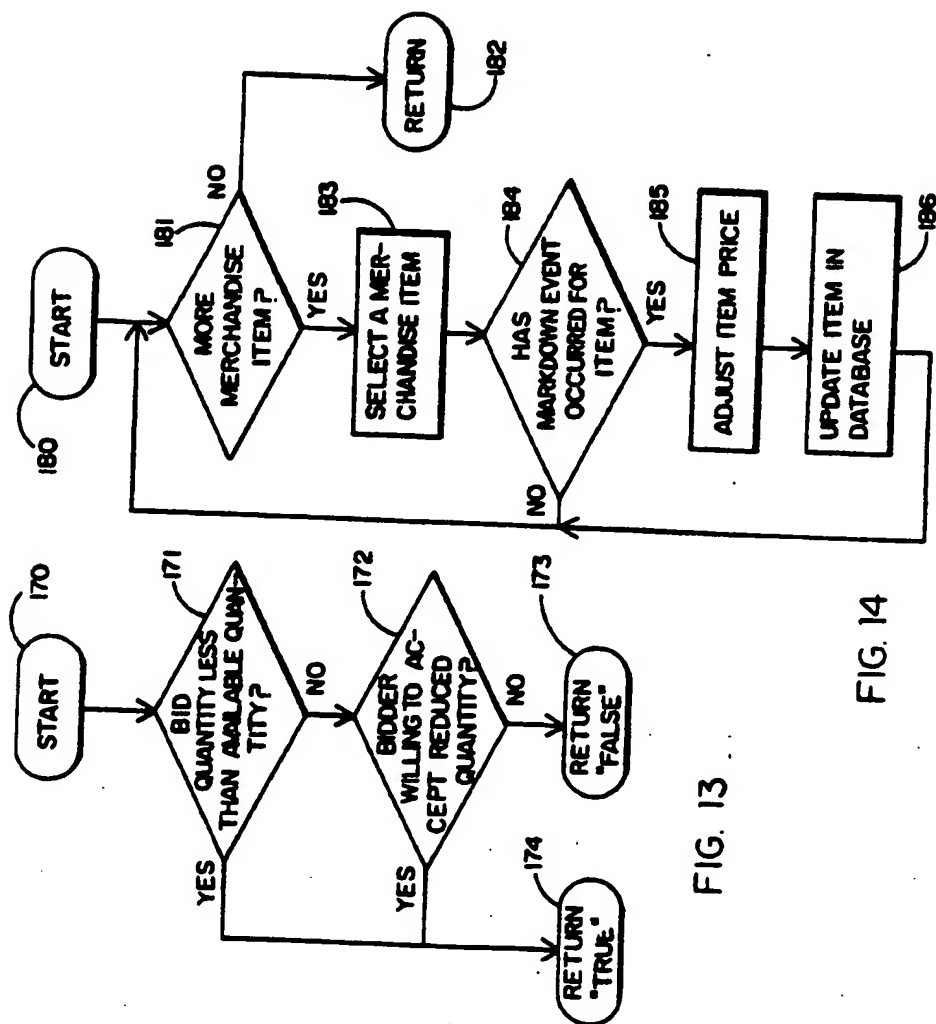 170
START
171
BID
QUANTITY LESS
THAN AVAILABLE QUAN-
TITY?
YES
NO
172
BIDDER
WILLING TO AC-
CEPT REDUCED
QUANTITY?
YES
NO
174
RETURN
"TRUE"
173
RETURN
"FALSE"
FIG. 13
180
START
181
MORE
MERCHANDISE
ITEM?
NO
YES
RETURN
182
183
SELECT A MER-
CHANDISE ITEM
184
HAS
MARKDOWN EVENT
OCCURRED FOR
ITEM?
NO
YES
185
ADJUST ITEM PRICE
UPDATE ITEM IN
DATABASE
186
FIG. 14